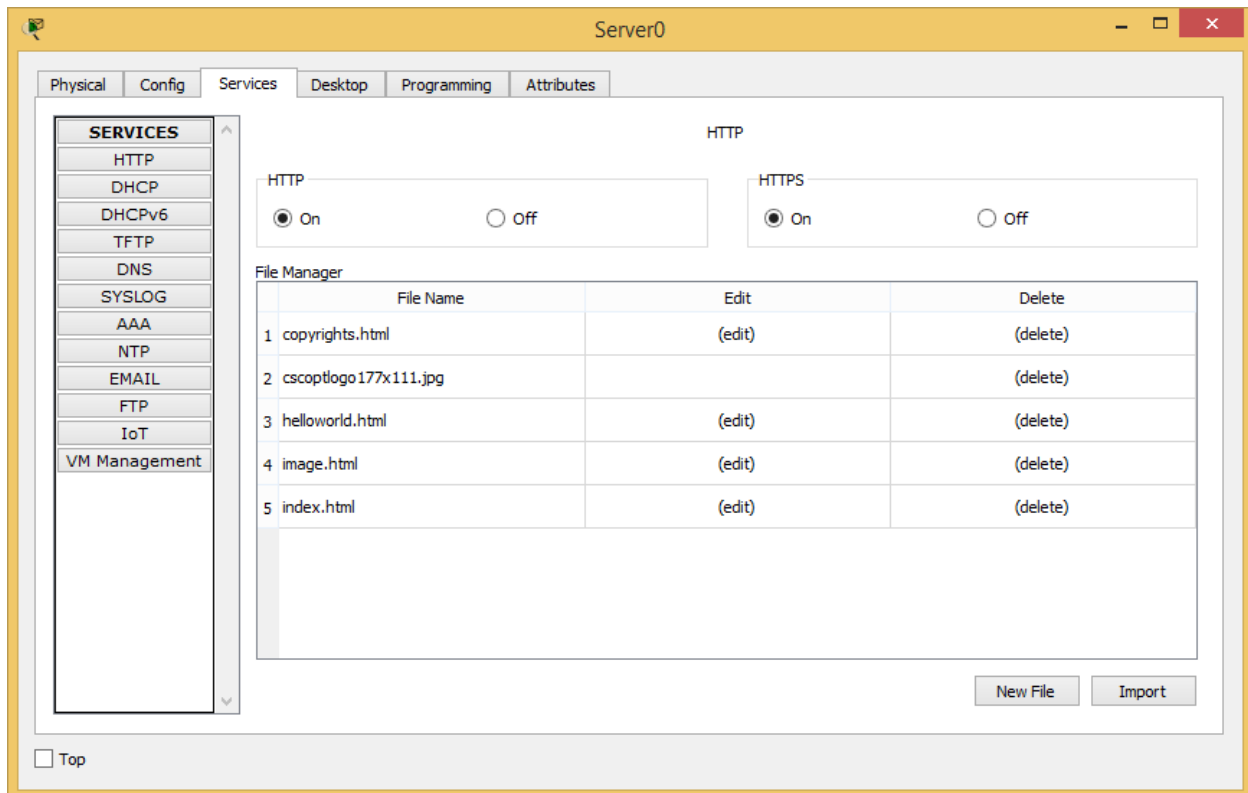 Server0
Physical Config Services Desktop Programming Attributes
SERVICES
HTTP
DHCP
DHCPv6
TFTP
DNS
SYSLOG
AAA
NTP
EMAIL
FTP
IoT
VM Management
HTTP
HTTP
On Off
HTTPS
On Off
File Manager
File Name Edit Delete
1 copyrights.html (edit) (delete)
2 cscoptlogo177x111.jpg (delete)
3 helloworld.html (edit) (delete)
4 image.html (edit) (delete)
5 index.html (edit) (delete)
New File Import
Top